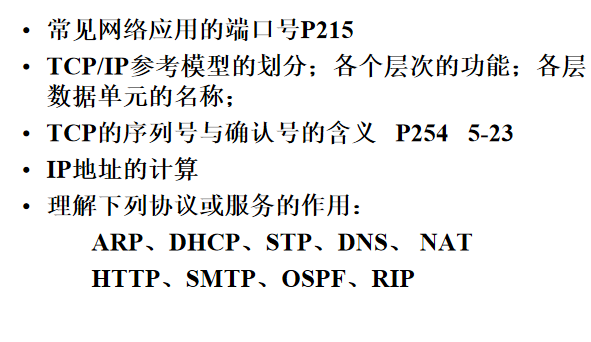 • 常见网络应用的端口号P215
• TCP/IP参考模型的划分；各个层次的功能；各层
数据单元的名称；
• TCP的序列号与确认号的含义 P254 5-23
• IP地址的计算
• 理解下列协议或服务的作用：
ARP、DHCP、STP、DNS、 NAT
HTTP、SMTP、OSPF、RIP